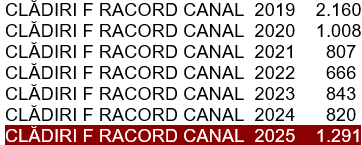 CLĂDIRI F RACORD CANAL 2019 2.160
CLĂDIRI F RACORD CANAL 2020 1.008
CLĂDIRI F RACORD CANAL 2021 807
CLĂDIRI F RACORD CANAL 2022 666
CLĂDIRI F RACORD CANAL 2023 843
CLĂDIRI F RACORD CANAL 2024 820
CLĂDIRI F RACORD CANAL 2025 1.291